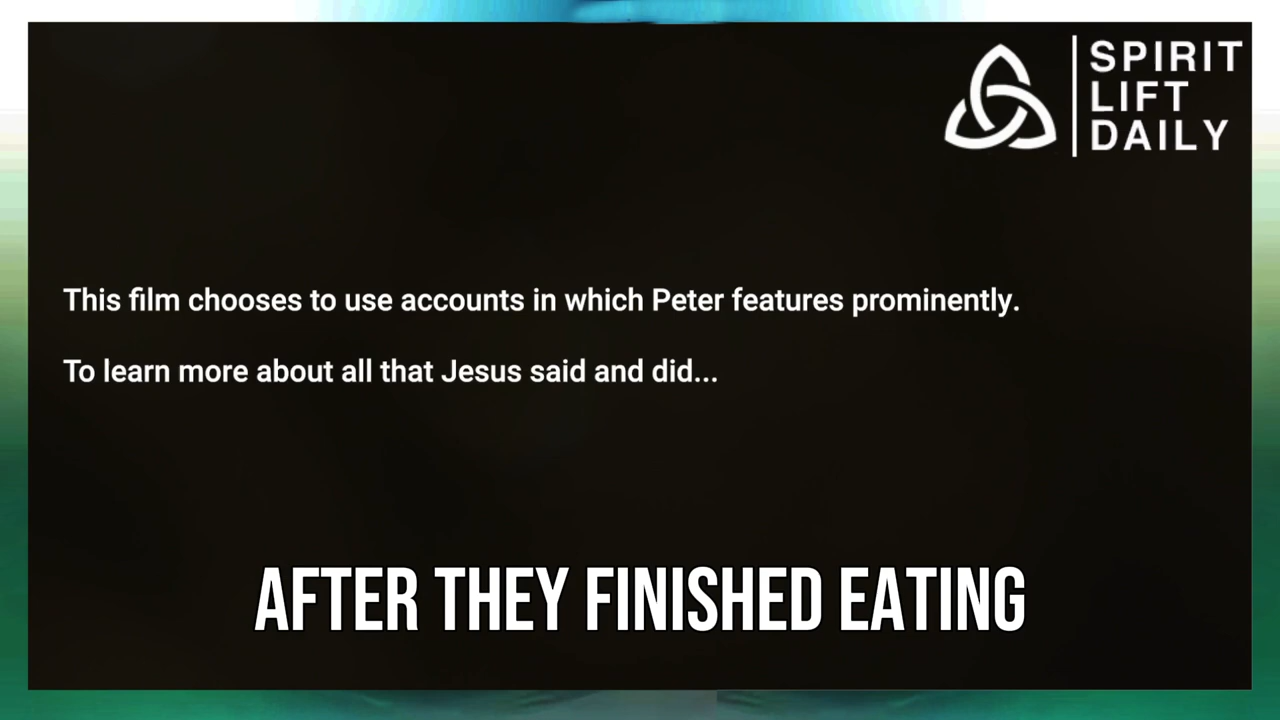 SPIRIT
LIFT
DAILY
This film chooses to use accounts in which Peter features prominently.
To learn more about all that Jesus said and did...
AFTER THEY FINISHED EATING